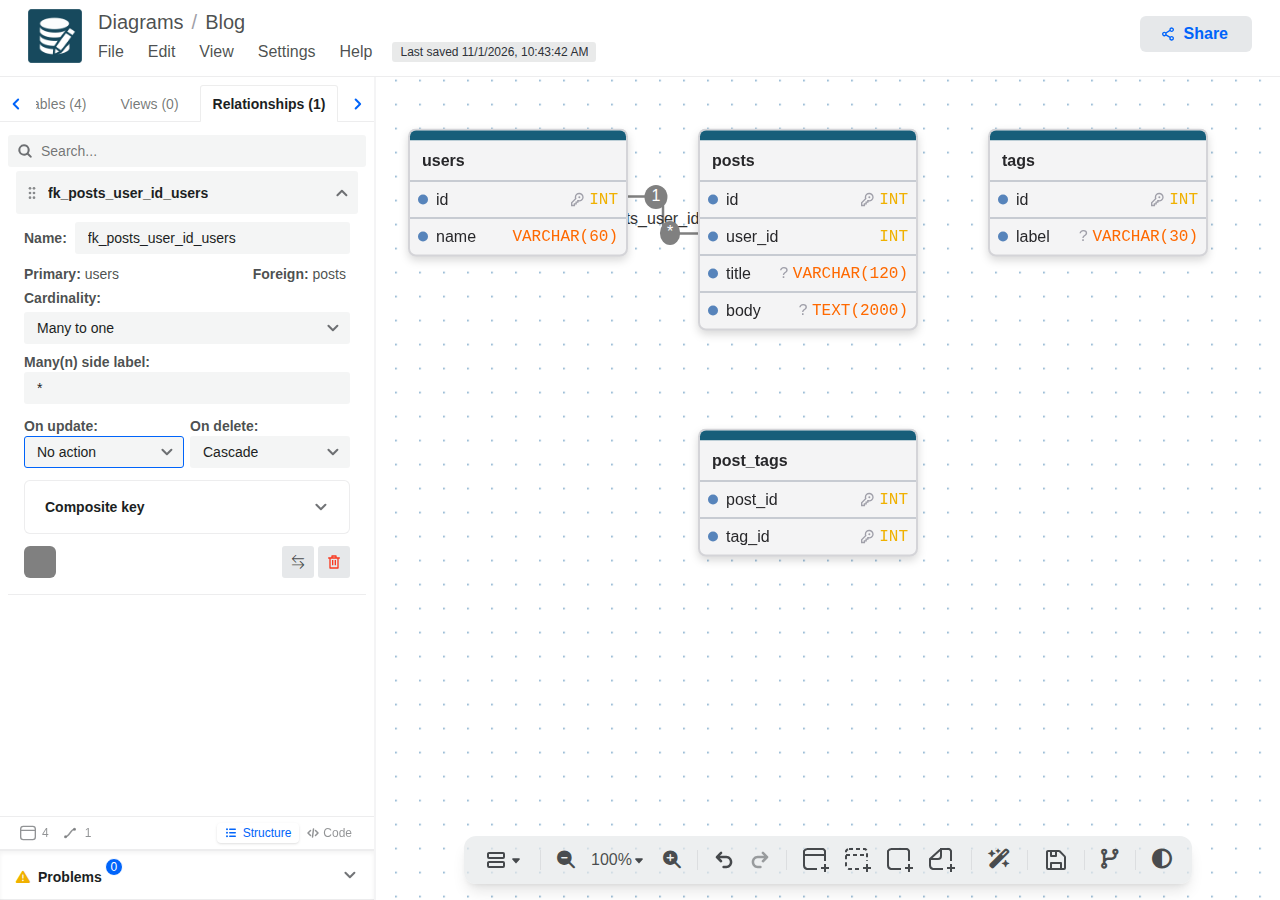 Diagrams / Blog
File Edit View Settings Help Last saved 11/1/2026, 10:43:42 AM
Share
ables (4) Views (0) Relationships (1)
Search...
fk_posts_user_id_users
Name: fk_posts_user_id_users
Primary: users Foreign: posts
Cardinality:
Many to one
Many(n) side label:
*
On update: On delete:
No action Cascade
Composite key
4 1 Structure Code
Problems 0
users
id INT
name VARCHAR(60)
1
ts_user_id
*
posts
id INT
user_id INT
title ? VARCHAR(120)
body ? TEXT(2000)
tags
id INT
label ? VARCHAR(30)
post_tags
post_id INT
tag_id INT
100%